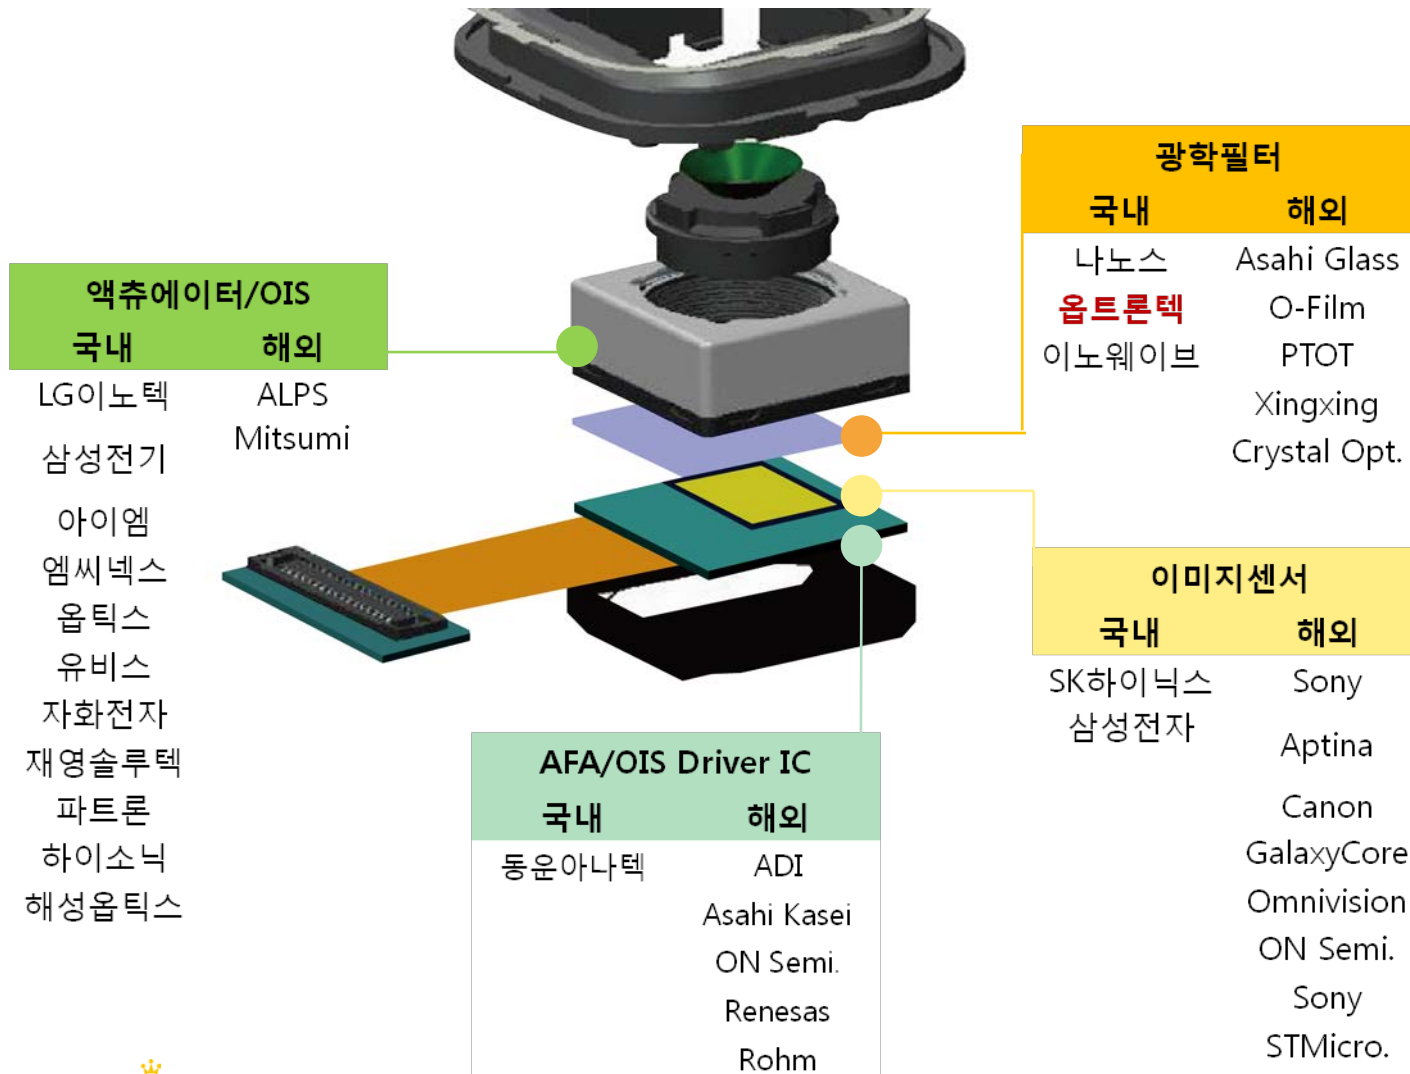 광학필터
국내 해외
나노스 Asahi Glass
옵트론텍 O-Film
이노웨이브 PTOT
Xingxing
Crystal Opt.
액츄에이터/OIS
국내 해외
LG이노텍 ALPS
Mitsumi
삼성전기
아이엠
엠씨넥스
옵틱스
유비스
자화전자
재영솔루텍
파트론
하이소닉
해성옵틱스
이미지센서
국내 해외
SK하이닉스 Sony
삼성전자
Aptina
Canon
GalaxyCore
Omnivision
ON Semi.
Sony
STMicro.
AFA/OIS Driver IC
국내 해외
동운아나텍 ADI
Asahi Kasei
ON Semi.
Renesas
Rohm